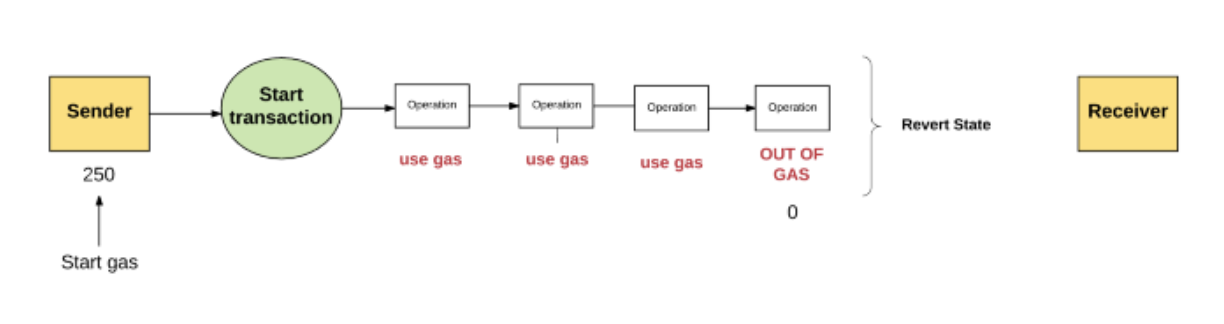 Sender
Start
transaction
Operation
Operation
Operation
Operation
Revert State
Receiver
use gas
use gas
use gas
OUT OF
GAS
250
0
Start gas